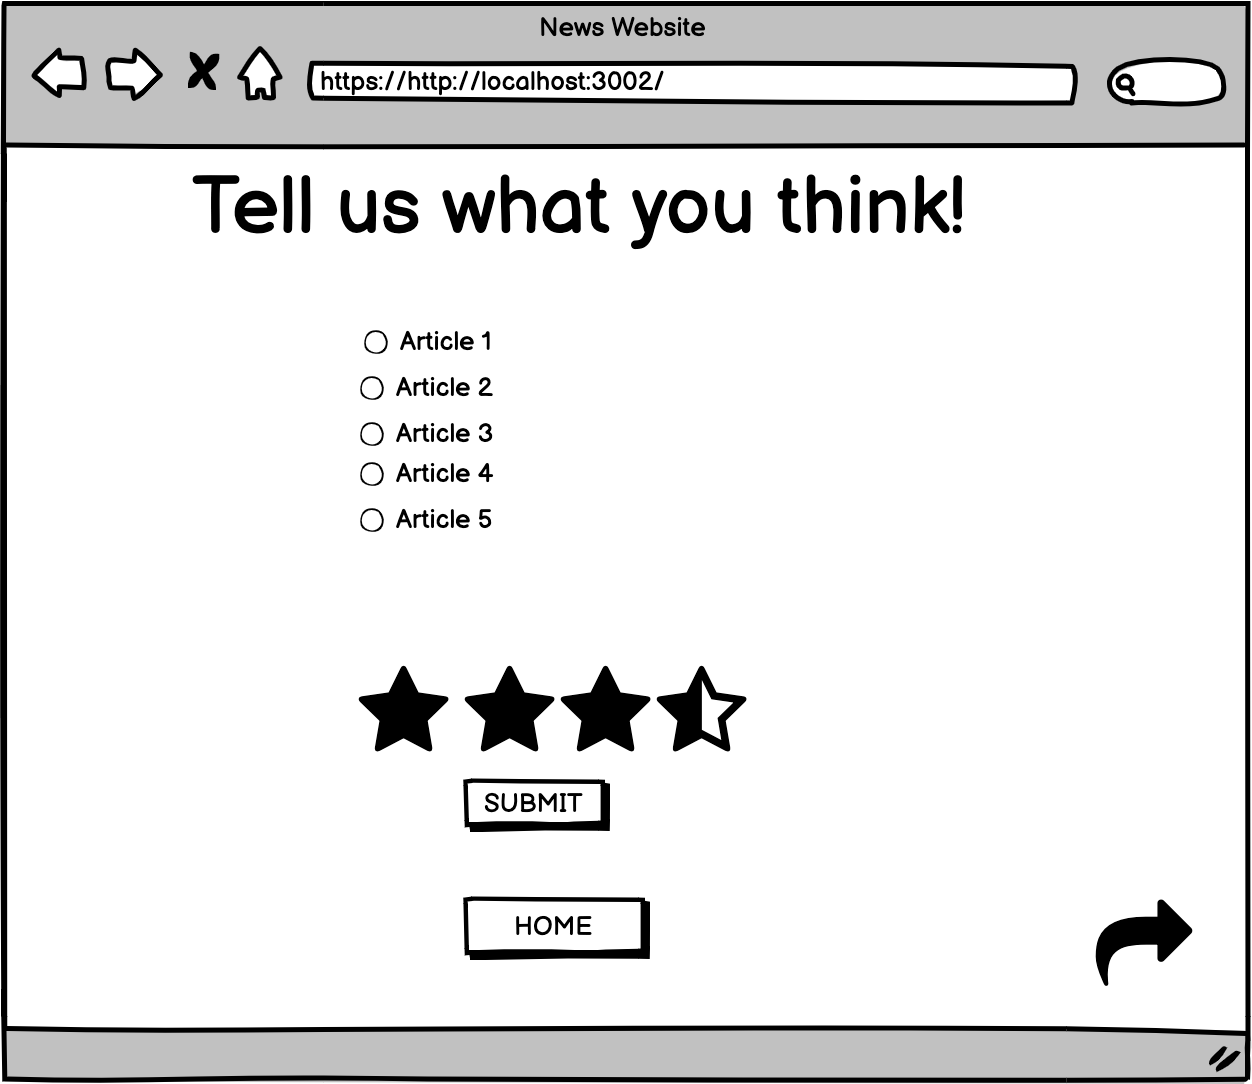 News Website
https://http://localhost:3002/
Tell us what you think!
Article 1
Article 2
Article 3
Article 4
Article 5
SUBMIT
HOME